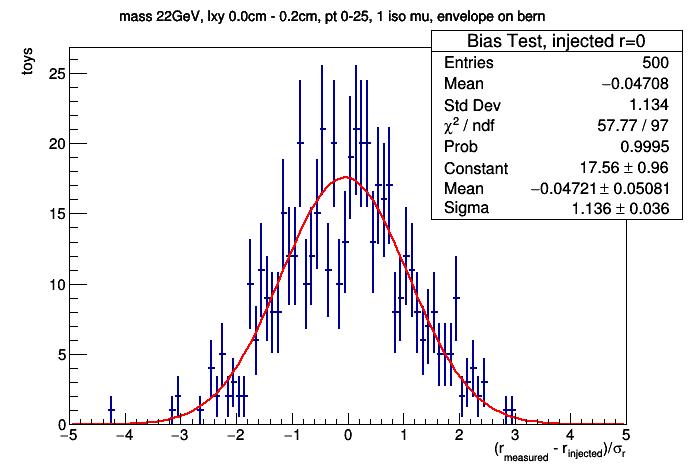 mass 22GeV, lxy 0.0cm - 0.2cm, pt 0-25, 1 iso mu, envelope on bern
Bias Test, injected r=0
Entries 500
Mean −0.04708
Std Dev 1.134
χ² / ndf 57.77 / 97
Prob 0.9995
Constant 17.56 ± 0.96
Mean −0.04721 ± 0.05081
Sigma 1.136 ± 0.036
toys
25
20
15
10
5
0
−5 −4 −3 −2 −1 0 1 2 3 4 5
(r_measured - r_injected)/σ_r